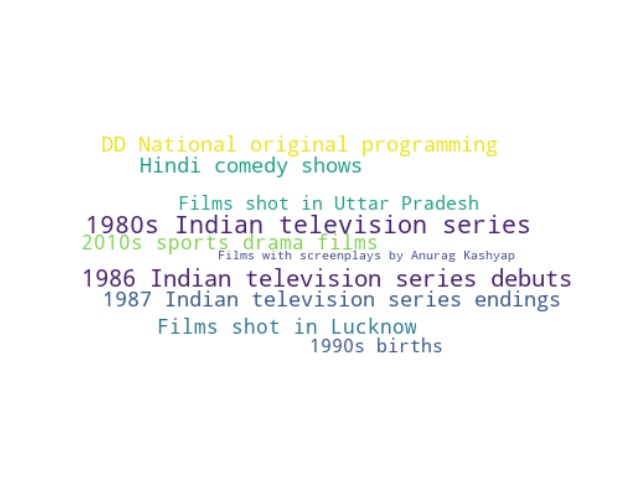 DD National original programming
Hindi comedy shows
Films shot in Uttar Pradesh
1980s Indian television series
2010s sports drama films
Films with screenplays by Anurag Kashyap
1986 Indian television series debuts
1987 Indian television series endings
Films shot in Lucknow
1990s births